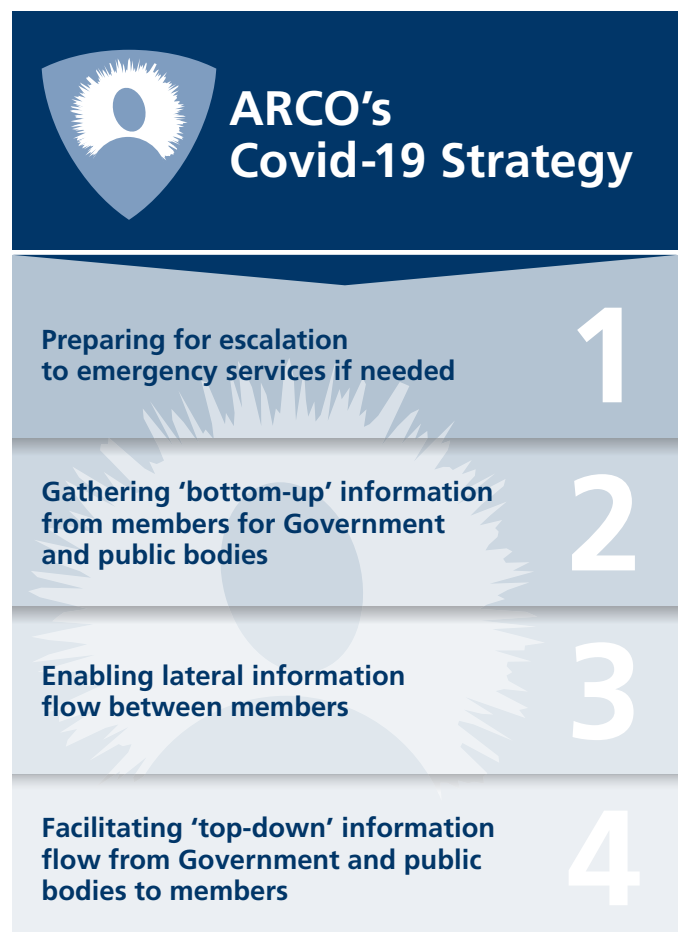 ARCO’s
Covid-19 Strategy
Preparing for escalation
to emergency services if needed
1
Gathering ‘bottom-up’ information
from members for Government
and public bodies
2
Enabling lateral information
flow between members
3
Facilitating ‘top-down’ information
flow from Government and public
bodies to members
4